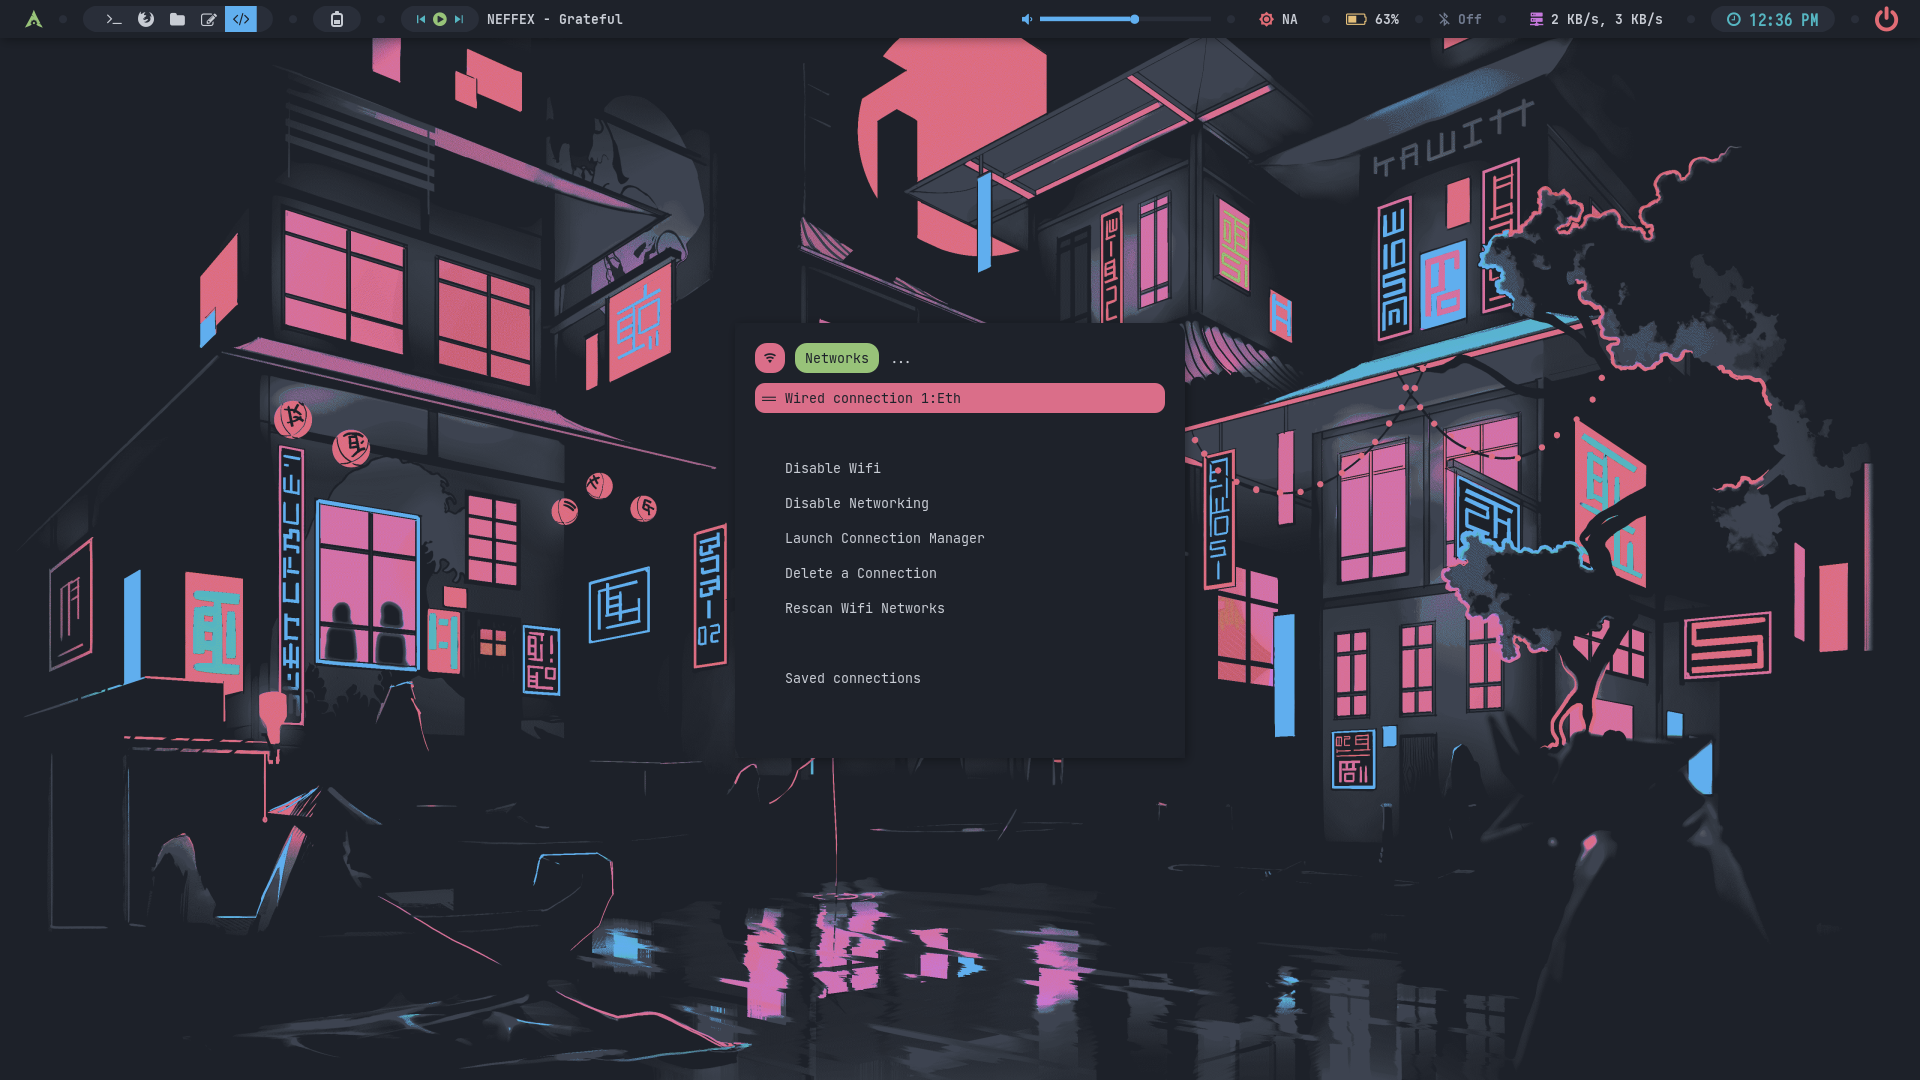 NEFFEX - Grateful
NA
63%
Off
2 KB/s, 3 KB/s
12:36 PM
KAWITT
Networks
...
Wired connection 1:Eth
Disable Wifi
Disable Networking
Launch Connection Manager
Delete a Connection
Rescan Wifi Networks
Saved connections
02